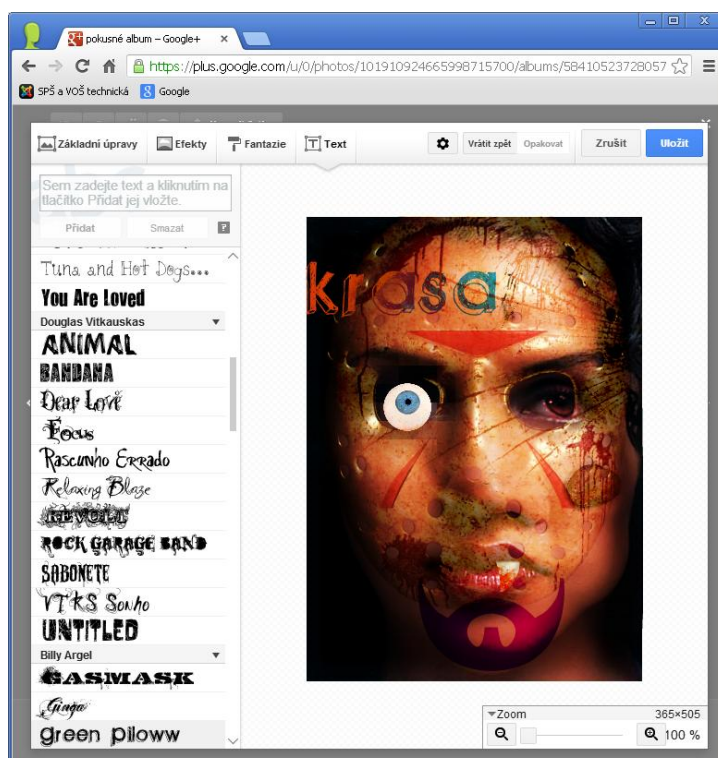 pokusné album – Google+
https://plus.google.com/u/0/photos/101910924665998715700/albums/58410523728057
SPŠ a VOŠ technická Google
Základní úpravy Efekty Fantazie Text Vrátit zpět Opakovat Zrušit Uložit
Sem zadejte text a kliknutím na
tlačítko Přidat jej vložte.
Přidat Smazat ?
Tuna and Hot Dogs...
You Are Loved
Douglas Vitkauskas
ANIMAL
BANDANA
Dear Love
Focus
Rascunho Errado
Relaxing Blaze
REVOLT
ROCK GARAGE BAND
SABONETE
VTKS Sonho
UNTITLED
Billy Argel
GASMASK
Ginga
green piloww
krasa
Zoom 365×505
100 %